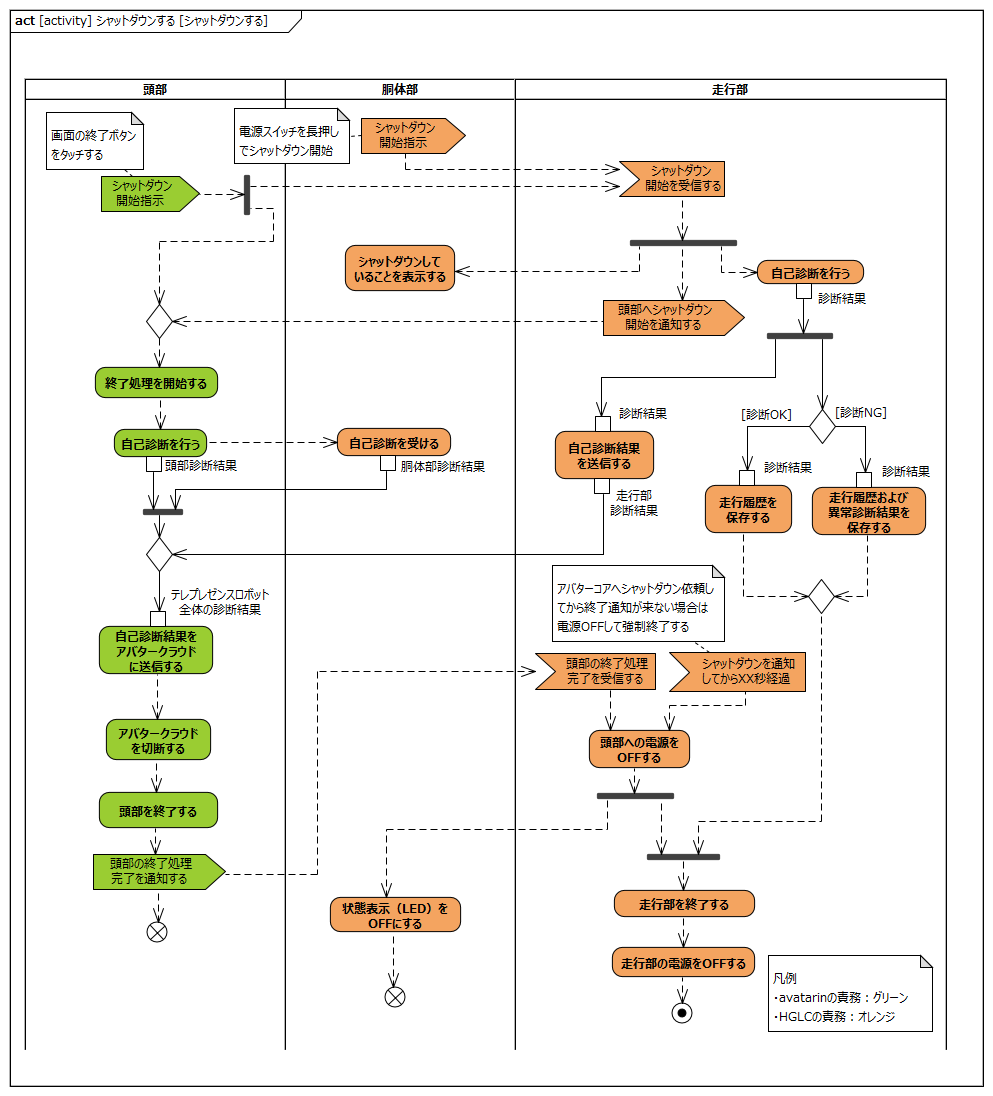 act [activity] シャットダウンする [シャットダウンする]
頭部
胴体部
走行部
画面の終了ボタン
をタッチする
電源スイッチを長押し
でシャットダウン開始
シャットダウン
開始指示
シャットダウン
開始指示
シャットダウン
開始を受信する
シャットダウンして
いることを表示する
自己診断を行う
診断結果
頭部へシャットダウン
開始を通知する
終了処理を開始する
自己診断を行う
頭部診断結果
自己診断を受ける
胴体部診断結果
診断結果
自己診断結果
を送信する
走行部
診断結果
[診断OK]
[診断NG]
診断結果
診断結果
走行履歴を
保存する
走行履歴および
異常診断結果を
保存する
テレプレゼンスロボット
全体の診断結果
自己診断結果を
アバタークラウド
に送信する
アバターコアへシャットダウン依頼し
てから終了通知が来ない場合は
電源OFFして強制終了する
頭部の終了処理
完了を受信する
シャットダウンを通知
してからXX秒経過
アバタークラウド
を切断する
頭部への電源を
OFFする
頭部を終了する
頭部の終了処理
完了を通知する
状態表示（LED）を
OFFにする
走行部を終了する
走行部の電源をOFFする
凡例
・avatarinの責務：グリーン
・HGLCの責務：オレンジ